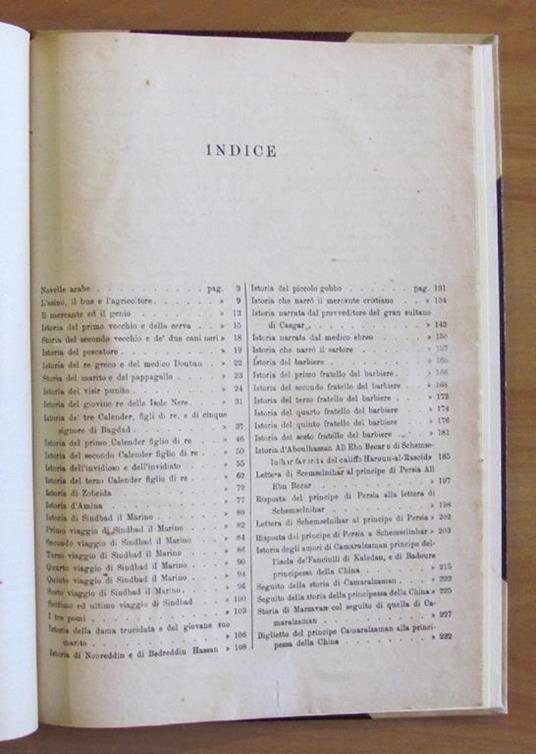 INDICE
Novelle arabe . . . . . . . . pag. 3
L'asino, il bue e l'agricoltore. . . . . . » 9
Il mercante ed il genio . . . . . . . » 13
Istoria del primo vecchio e della cerva . . . » 15
Storia del secondo vecchio e de' due cani neri » 18
Istoria del pescatore . . . . . . . » 19
Istoria del re greco e del medico Douban . . » 22
Storia del marito e del pappagallo . . . . » 23
Istoria del visir punito . . . . . . . » 24
Istoria del giovine re delle Isole Nere. . . . » 31
Istoria de' tre Calender, figli di re, e di cinque
signore di Bagdad . . . . . . . » 37
Istoria del primo Calender figlio di re . . . » 46
Istoria del secondo Calender figlio di re . . . » 50
Istoria dell'invidioso e dell'invidiato . . . . » 55
Istoria del terzo Calender figlio di re . . . . » 62
Istoria di Zobeida . . . . . . . . » 72
Istoria d'Amina . . . . . . . . » 77
Istoria di Sindbad il Marino . . . . . . » 80
Primo viaggio di Sindbad il Marino . . . . » 82
Secondo viaggio di Sindbad il Marino . . . » 84
Terzo viaggio di Sindbad il Marino . . . . » 86
Quarto viaggio di Sindbad il Marino . . . . » 90
Quinto viaggio di Sindbad il Marino . . . . » 94
Sesto viaggio di Sindbad il Marino. . . . . »
Settimo ed ultimo viaggio di Sindbad . . . » 100
I tre pomi . . . . . . . . . » 103
Istoria della dama trucidata e del giovane suo
marito . . . . . . . . . . » 106
Istoria di Noureddin e di Bedreddin Hassan » 108
Istoria del piccolo gobbo . . . . . . pag. 131
Istoria che narrò il mercante cristiano . . » 134
Istoria narrata dal provveditore del gran sultano
di Casgar . . . . . . . . . » 143
Istoria narrata dal medico ebreo . . . . » 150
Istoria che narrò il sartore . . . . . . » 157
Istoria del barbiere . . . . . . . . » 165
Istoria del primo fratello del barbiere. . . . » 166
Istoria del secondo fratello del barbiere . . » 168
Istoria del terzo fratello del barbiere . . . » 172
Istoria del quarto fratello del barbiere . . . » 174
Istoria del quinto fratello del barbiere . . . » 176
Istoria del sesto fratello del barbiere . . . » 181
Istoria d'Aboulhassan Alì Ebn Becar e di Schemse-
lnihar favorita del califfo Haroun-al-Rascid » 185
Lettera di Scemselnihar al principe di Persia Alì
Ebn Becar . . . . . . . . . » 197
Risposta del principe di Persia alla lettera di
Schemselnihar . . . . . . . . » 198
Lettera di Schemselnihar al principe di Persia » 202
Risposta del principe di Persia a Schemselnihar » 203
Istoria degli amori di Camaralzaman principe del-
l'isola de' Fanciulli di Kaledan, e di Badoure
principessa della China . . . . . . » 215
Seguito della storia di Camaralzaman . . . » 222
Seguito della storia della principessa della China » 225
Storia di Marzavan col seguito di quella di Ca-
maralzaman . . . . . . . . . » 227
Biglietto del principe Camaralzaman alla princi-
pessa della China . . . . . . . . » 232